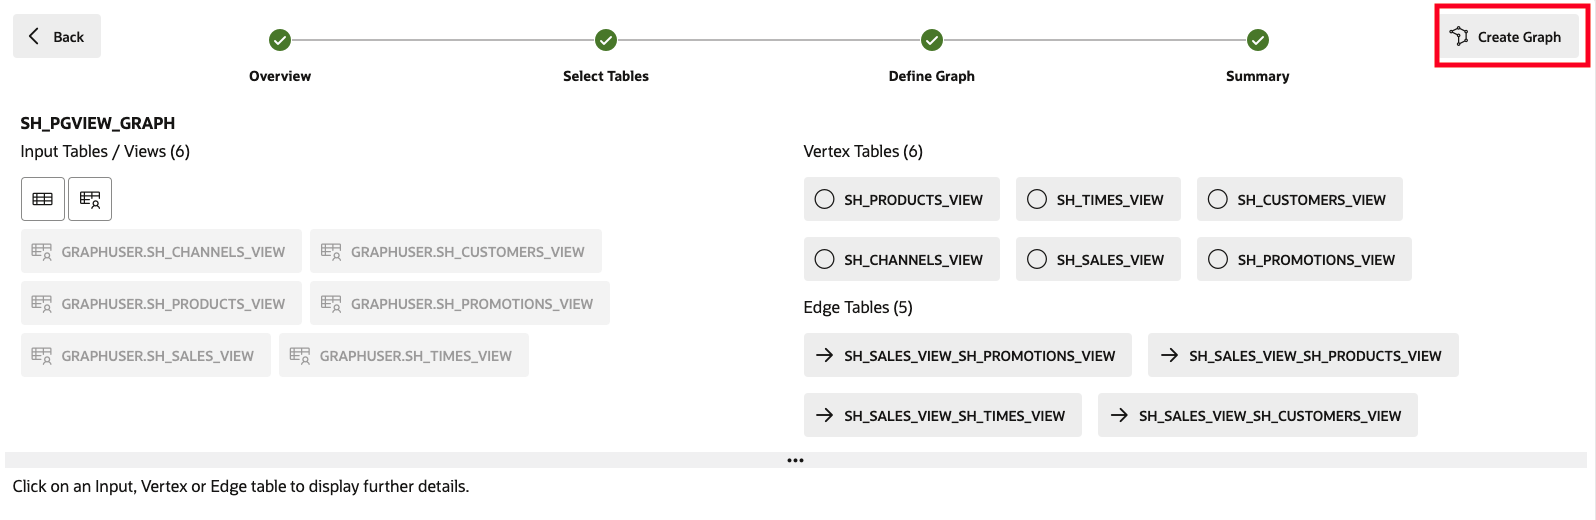 Back
Create Graph
Overview
Select Tables
Define Graph
Summary
SH_PGVIEW_GRAPH
Input Tables / Views (6)
GRAPHUSER.SH_CHANNELS_VIEW
GRAPHUSER.SH_CUSTOMERS_VIEW
GRAPHUSER.SH_PRODUCTS_VIEW
GRAPHUSER.SH_PROMOTIONS_VIEW
GRAPHUSER.SH_SALES_VIEW
GRAPHUSER.SH_TIMES_VIEW
Vertex Tables (6)
SH_PRODUCTS_VIEW
SH_TIMES_VIEW
SH_CUSTOMERS_VIEW
SH_CHANNELS_VIEW
SH_SALES_VIEW
SH_PROMOTIONS_VIEW
Edge Tables (5)
SH_SALES_VIEW_SH_PROMOTIONS_VIEW
SH_SALES_VIEW_SH_PRODUCTS_VIEW
SH_SALES_VIEW_SH_TIMES_VIEW
SH_SALES_VIEW_SH_CUSTOMERS_VIEW
Click on an Input, Vertex or Edge table to display further details.